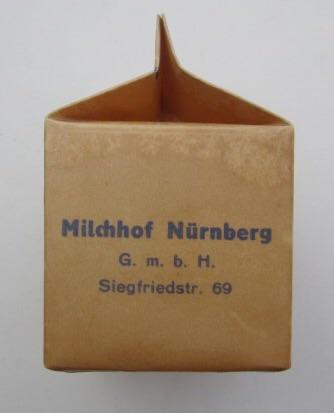 Milchhof Nürnberg
G. m. b. H.
Siegfriedstr. 69